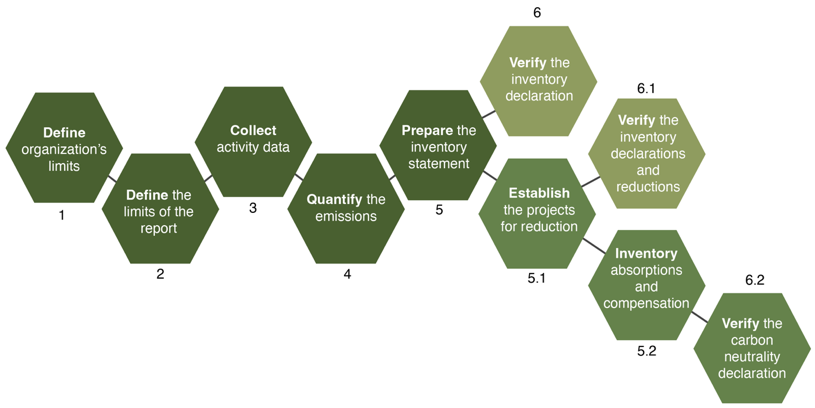 Define
organization's
limits
1
Define the
limits of the
report
2
Collect
activity data
3
Quantify the
emissions
4
Prepare the
inventory
statement
5
6
Verify the
inventory
declaration
Establish
the projects
for reduction
5.1
6.1
Verify the
inventory
declarations
and
reductions
Inventory
absorptions
and
compensation
5.2
6.2
Verify the
carbon
neutrality
declaration